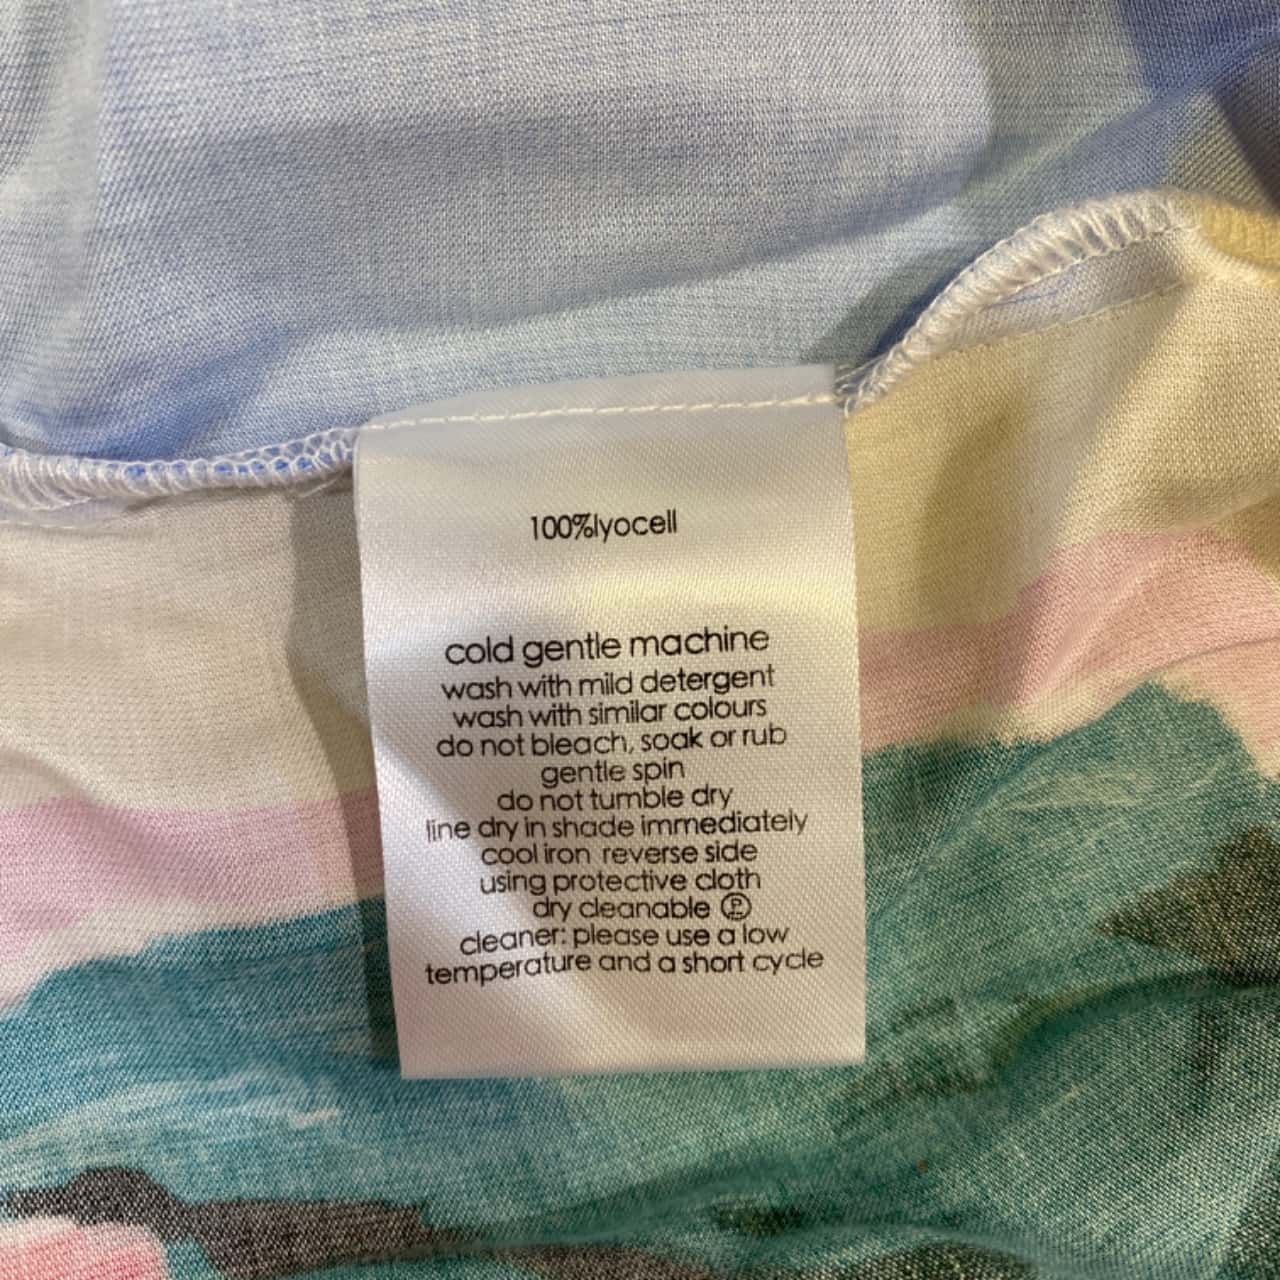 100%lyocell
cold gentle machine
wash with mild detergent
wash with similar colours
do not bleach, soak or rub
gentle spin
do not tumble dry
line dry in shade immediately
cool iron reverse side
using protective cloth
dry cleanable Ⓟ
cleaner: please use a low
temperature and a short cycle